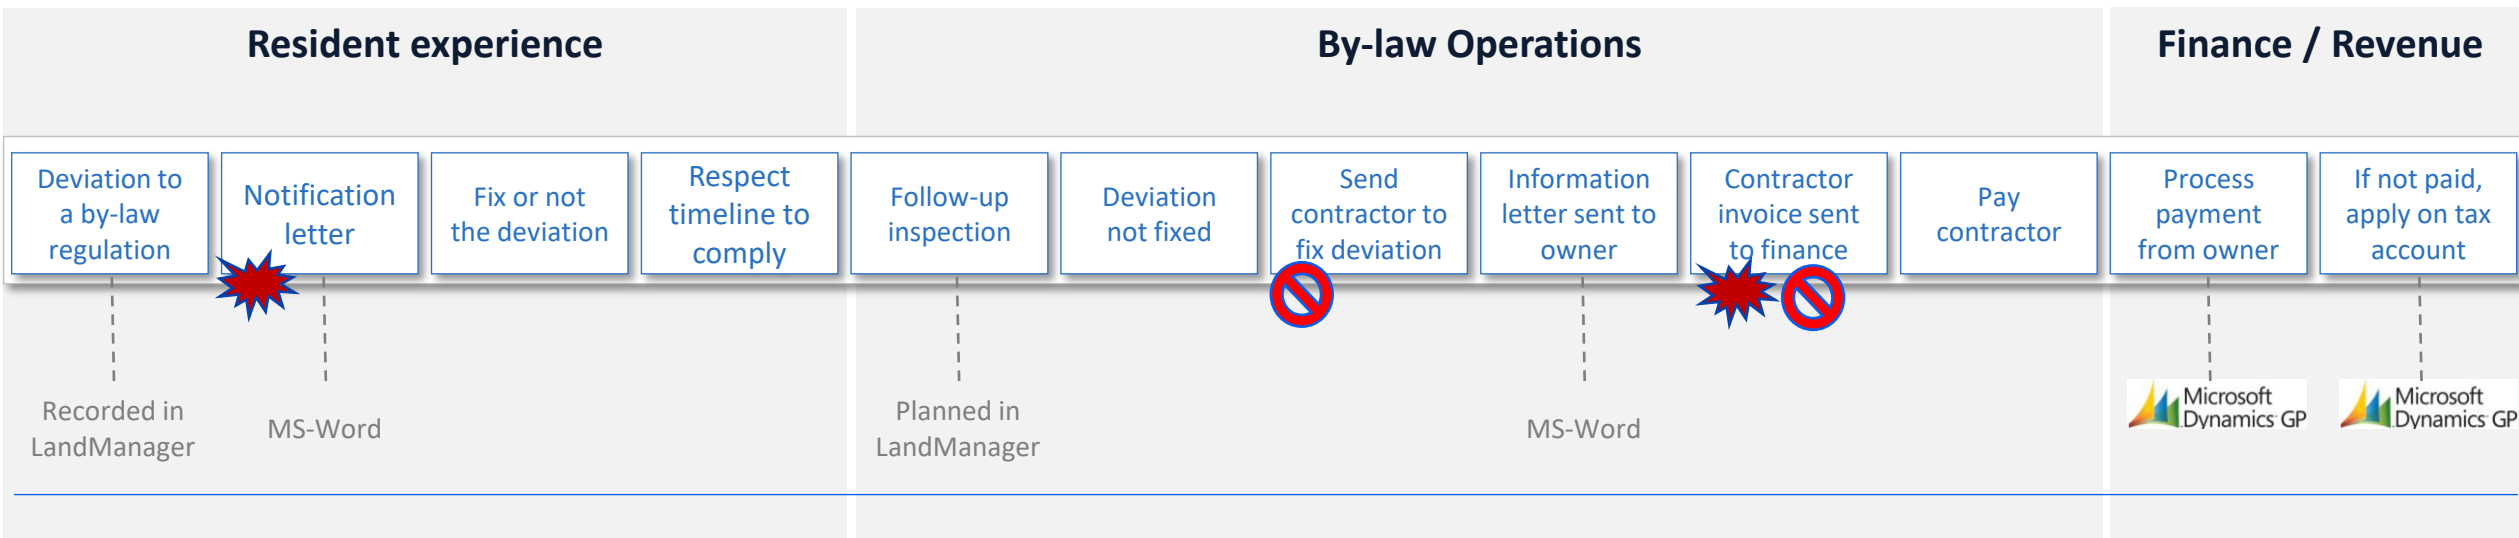 Resident experience
By-law Operations
Finance / Revenue
Deviation to
a by-law
regulation
Notification
letter
Fix or not
the deviation
Respect
timeline to
comply
Follow-up
inspection
Deviation
not fixed
Send
contractor to
fix deviation
Information
letter sent to
owner
Contractor
invoice sent
to finance
Pay
contractor
Process
payment
from owner
If not paid,
apply on tax
account
Recorded in
LandManager
MS-Word
Planned in
LandManager
MS-Word
Microsoft
Dynamics GP
Microsoft
Dynamics GP